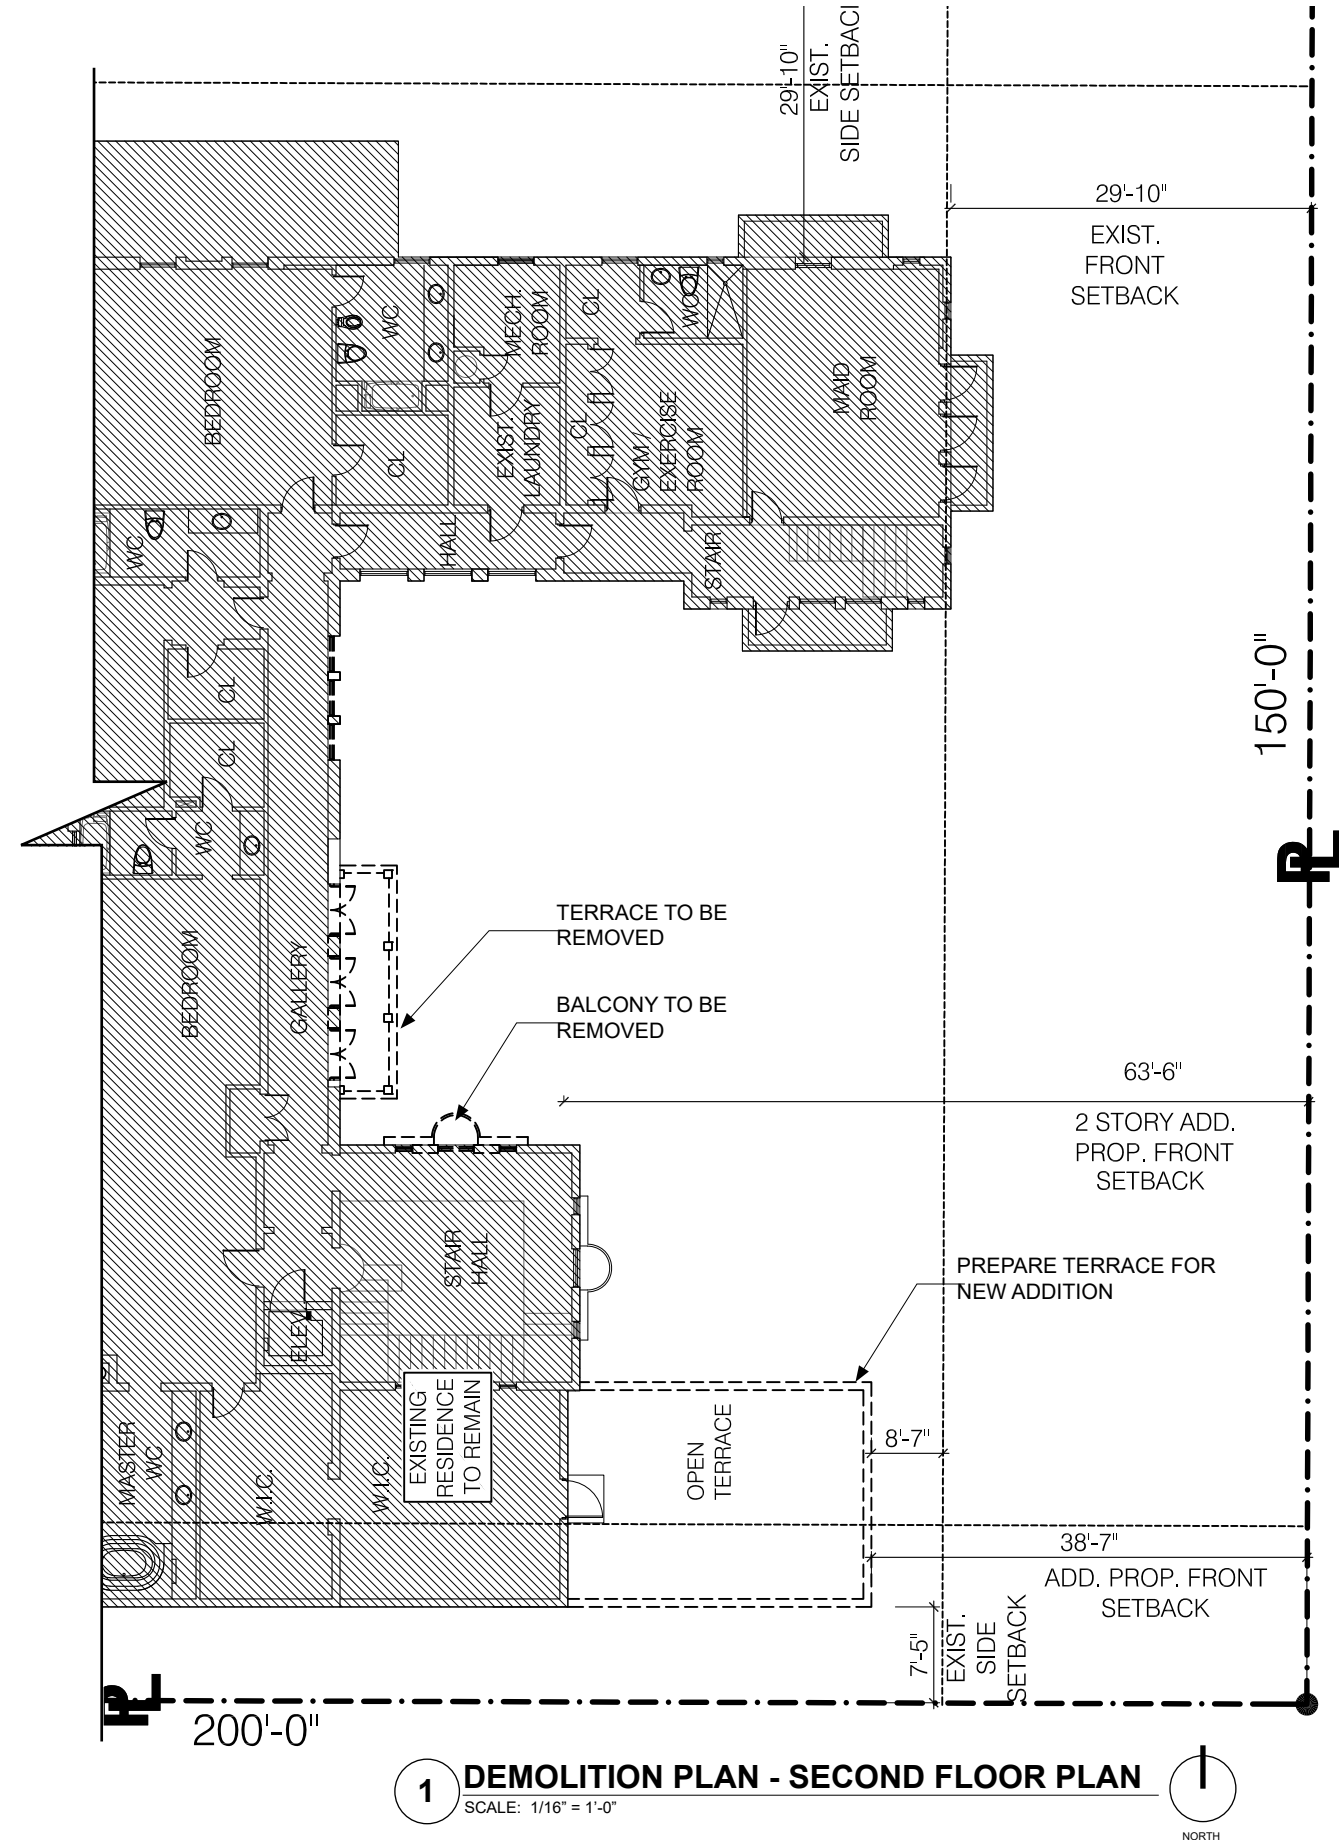 29'-10"
EXIST.
SIDE SETBAC
29'-10"
EXIST.
FRONT
SETBACK
BEDROOM
WC
MECH.
ROOM
CL
WC
MAID
ROOM
CL
EXIST.
LAUNDRY
CL
GYM /
EXERCISE
ROOM
WC
HALL
STAIR
CL
CL
WC
150'-0"
PL
BEDROOM
GALLERY
TERRACE TO BE
REMOVED
BALCONY TO BE
REMOVED
63'-6"
2 STORY ADD.
PROP. FRONT
SETBACK
STAIR
HALL
PREPARE TERRACE FOR
NEW ADDITION
ELEV.
EXISTING
RESIDENCE
TO REMAIN
MASTER
WC
W.I.C.
W.I.C.
OPEN
TERRACE
8'-7"
38'-7"
ADD. PROP. FRONT
SETBACK
7'-5"
EXIST.
SIDE
SETBACK
PL
200'-0"
1
DEMOLITION PLAN - SECOND FLOOR PLAN
SCALE: 1/16" = 1'-0"
NORTH